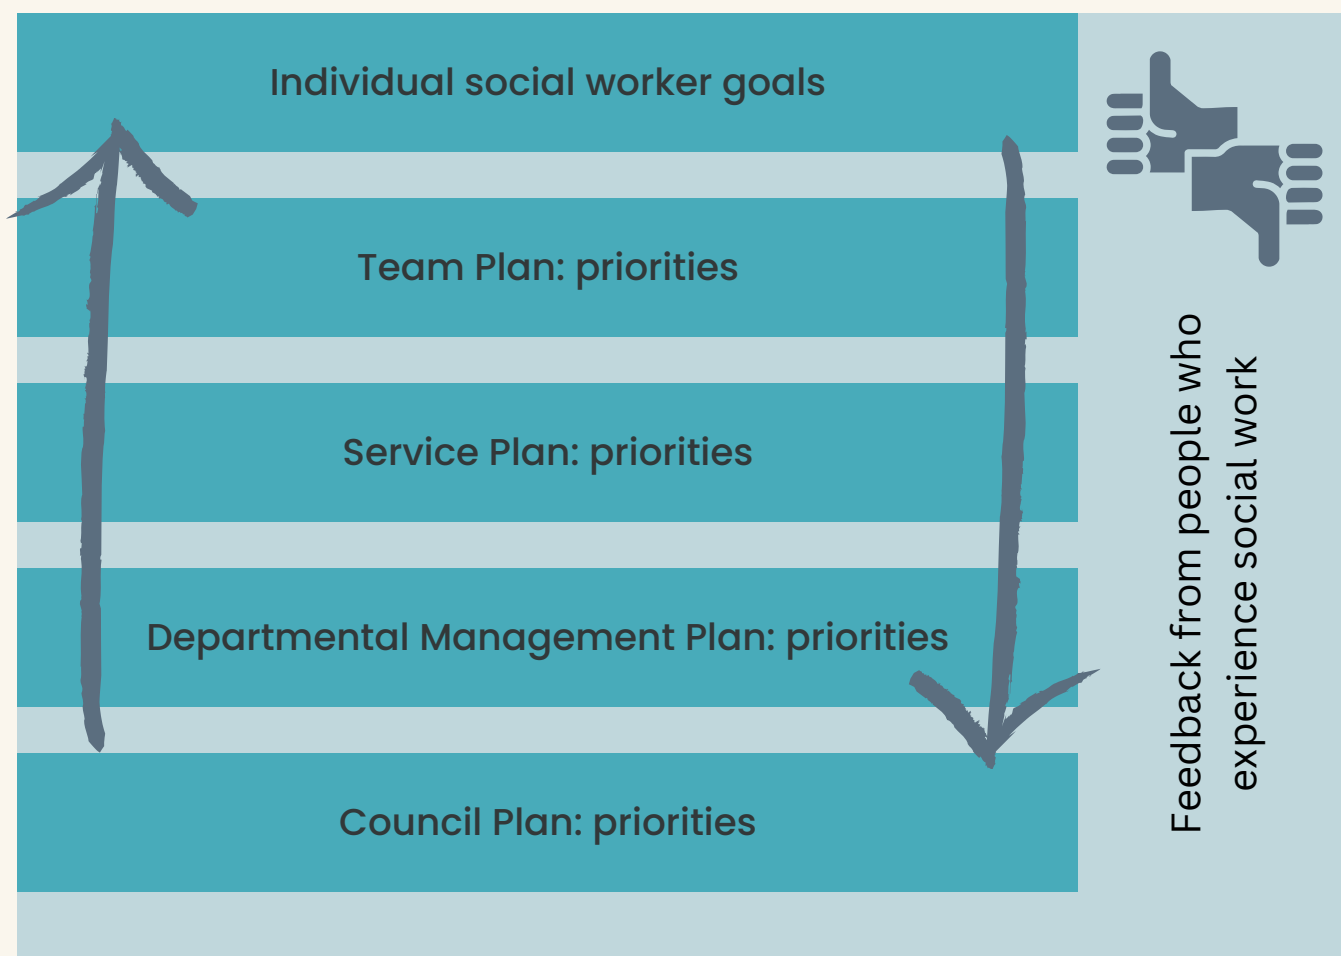 Individual social worker goals
Team Plan: priorities
Service Plan: priorities
Departmental Management Plan: priorities
Council Plan: priorities
Feedback from people who
experience social work